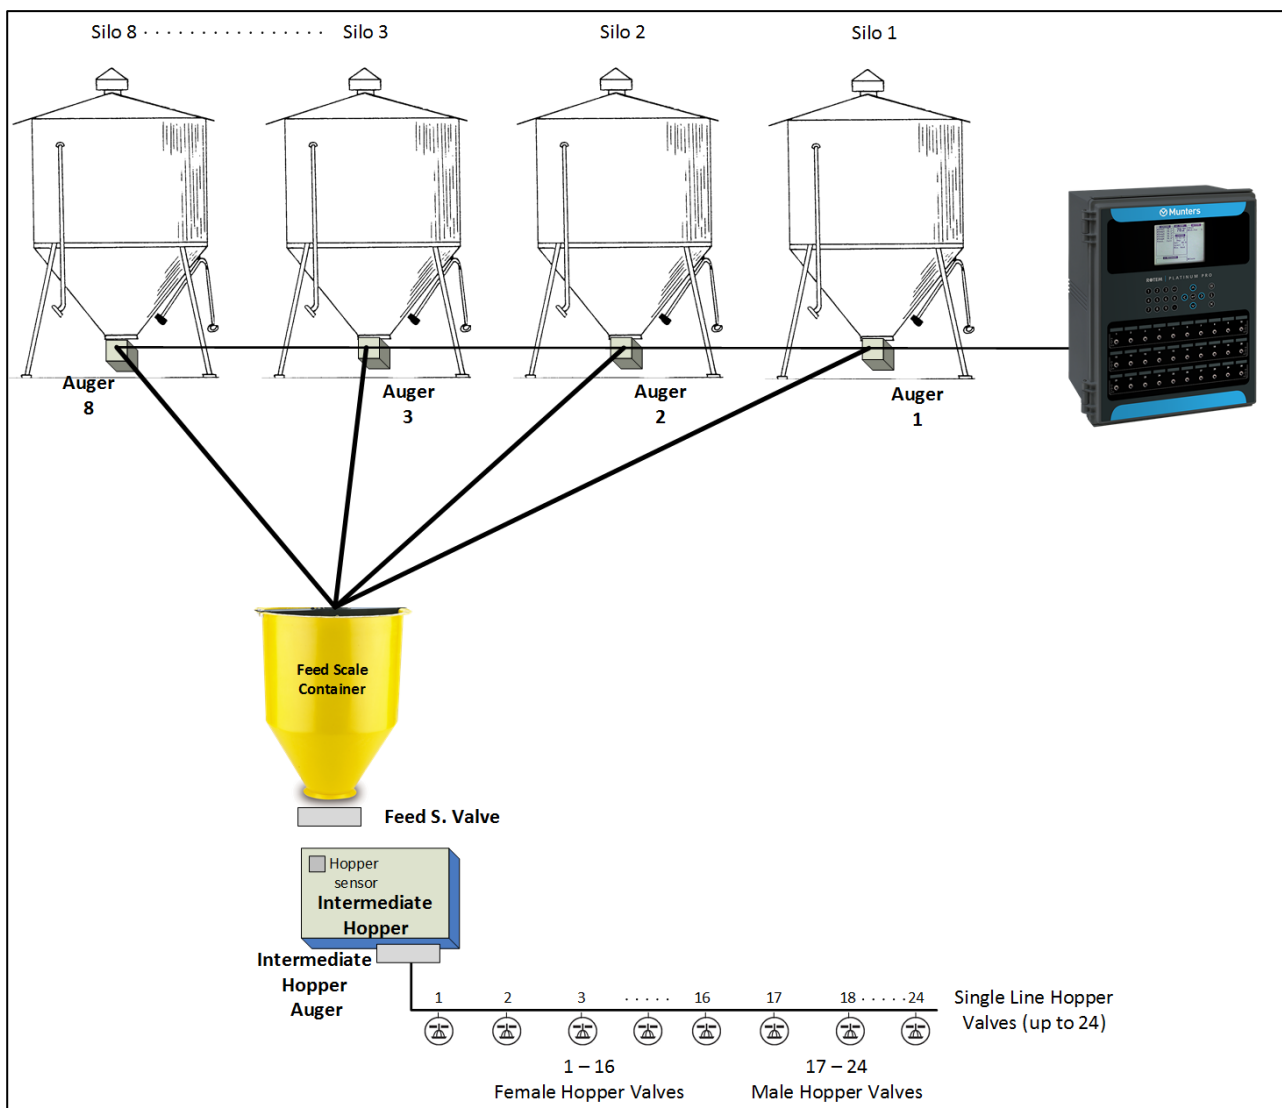 Silo 8 . . . . . . . . . . . . . . . . Silo 3
Silo 2
Silo 1
Munters
PLATINUM PRO
Auger
8
Auger
3
Auger
2
Auger
1
Feed Scale
Container
Feed S. Valve
Hopper
sensor
Intermediate
Hopper
Intermediate
Hopper
Auger
1 2 3 . . . . . 16 17 18 . . . . . 24
Single Line Hopper
Valves (up to 24)
1 – 16
Female Hopper Valves
17 – 24
Male Hopper Valves